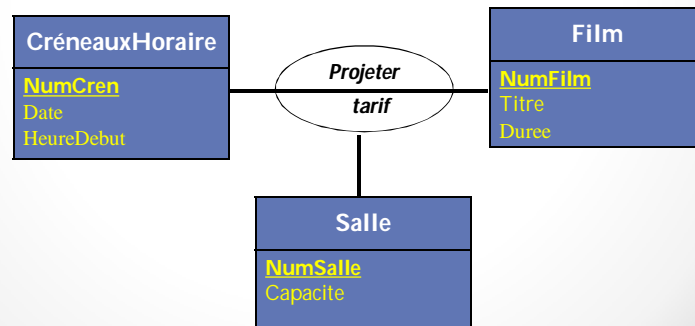 CréneauxHoraire
NumCren
Date
HeureDebut
Projeter
tarif
Film
NumFilm
Titre
Duree
Salle
NumSalle
Capacite